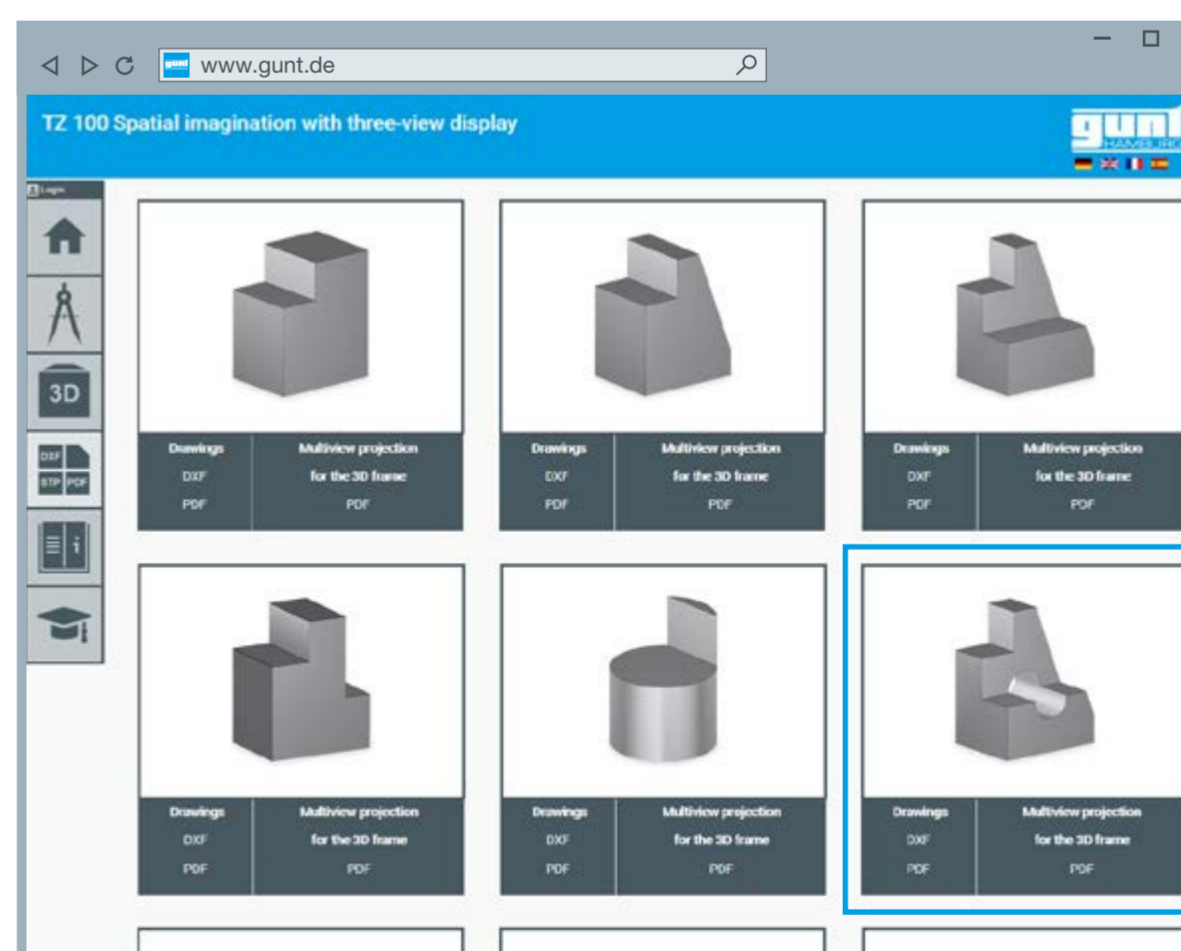 gunt www.gunt.de
TZ 100 Spatial imagination with three-view display
gunt
HAMBURG
Login
3D
DXF
STP PDF
i
Drawings Multiview projection
DXF for the 3D frame
PDF PDF
Drawings Multiview projection
DXF for the 3D frame
PDF PDF
Drawings Multiview projection
DXF for the 3D frame
PDF PDF
Drawings Multiview projection
DXF for the 3D frame
PDF PDF
Drawings Multiview projection
DXF for the 3D frame
PDF PDF
Drawings Multiview projection
DXF for the 3D frame
PDF PDF